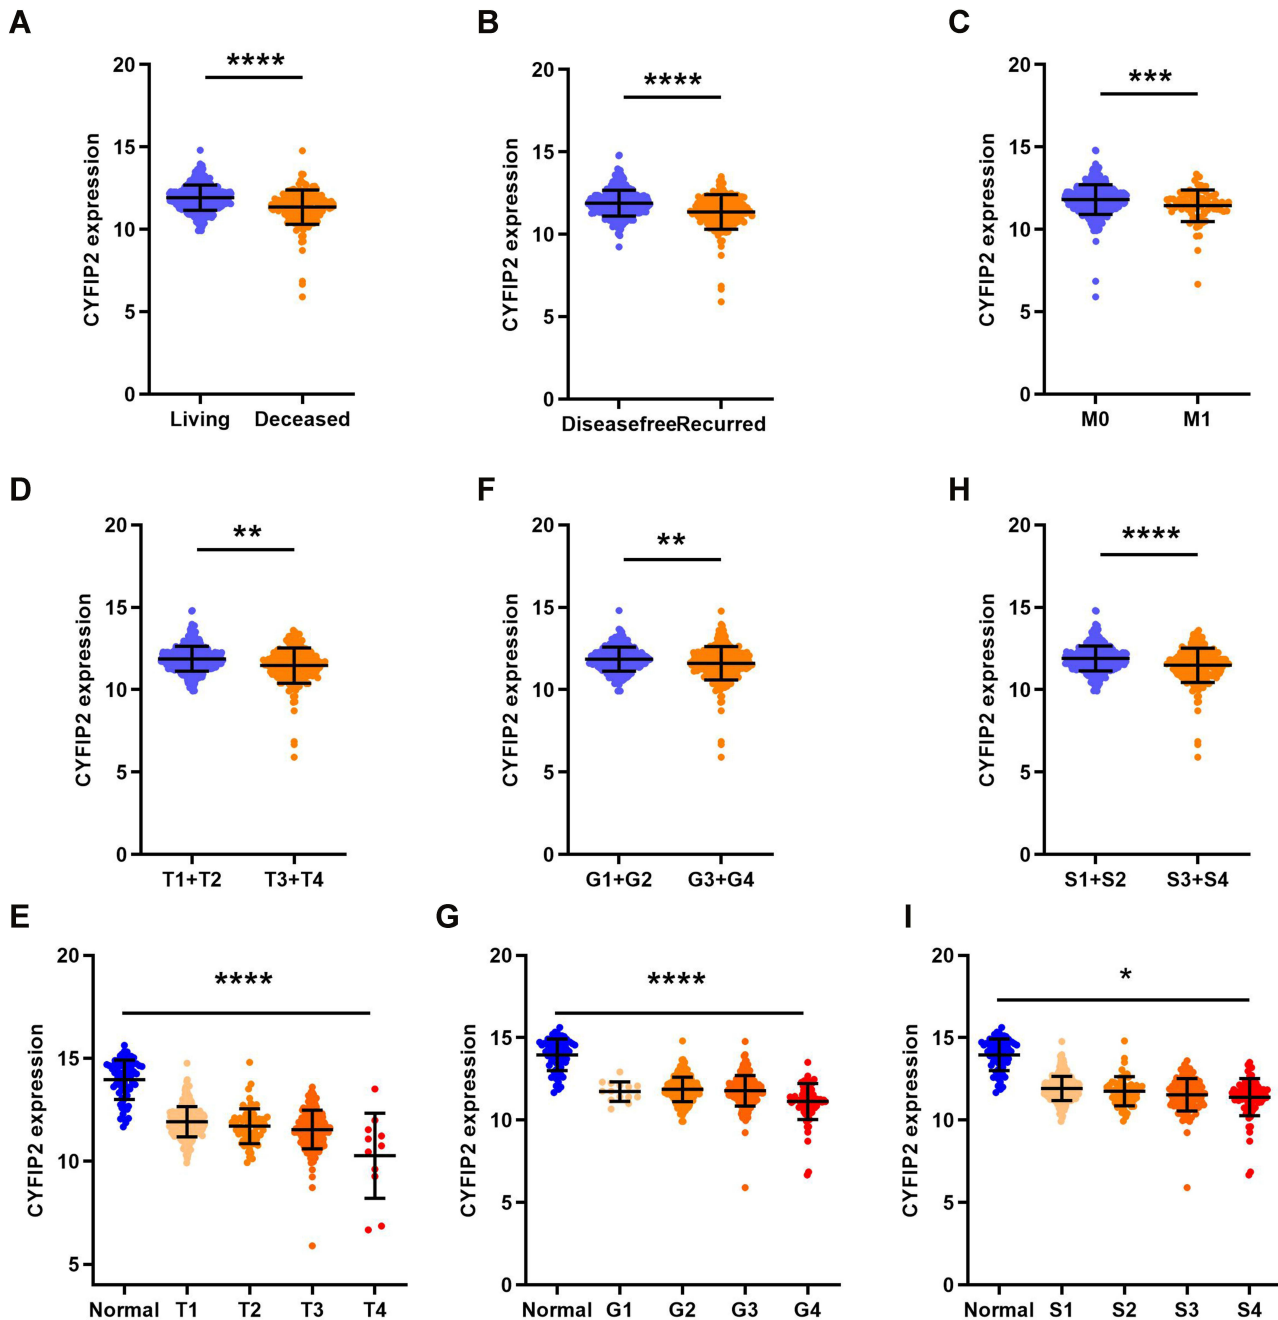 A
CYFIP2 expression
20
15
10
5
0
****
Living
Deceased
B
CYFIP2 expression
20
15
10
5
0
****
Diseasefree
Recurred
C
CYFIP2 expression
20
15
10
5
0
***
M0
M1
D
CYFIP2 expression
20
15
10
5
0
**
T1+T2
T3+T4
F
CYFIP2 expression
20
15
10
5
0
**
G1+G2
G3+G4
H
CYFIP2 expression
20
15
10
5
0
****
S1+S2
S3+S4
E
CYFIP2 expression
20
15
10
5
****
Normal
T1
T2
T3
T4
G
CYFIP2 expression
20
15
10
5
0
****
Normal
G1
G2
G3
G4
I
CYFIP2 expression
20
15
10
5
0
*
Normal
S1
S2
S3
S4